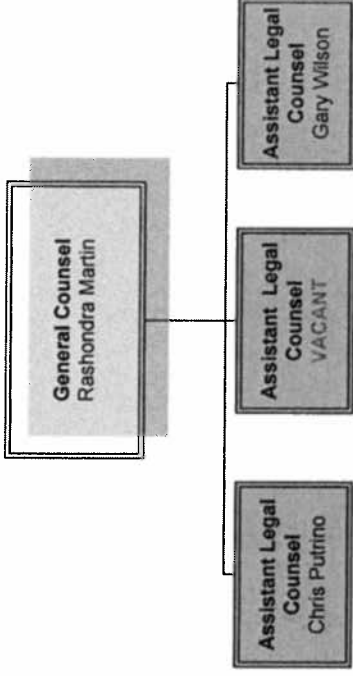 General Counsel
Rashondra Martin
Assistant Legal
Counsel
Chris Putrino
Assistant Legal
Counsel
VACANT
Assistant Legal
Counsel
Gary Wilson